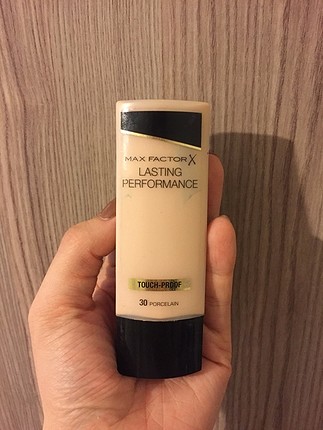 MAX FACTOR X
LASTING
PERFORMANCE
TOUCH-PROOF
30 PORCELAIN